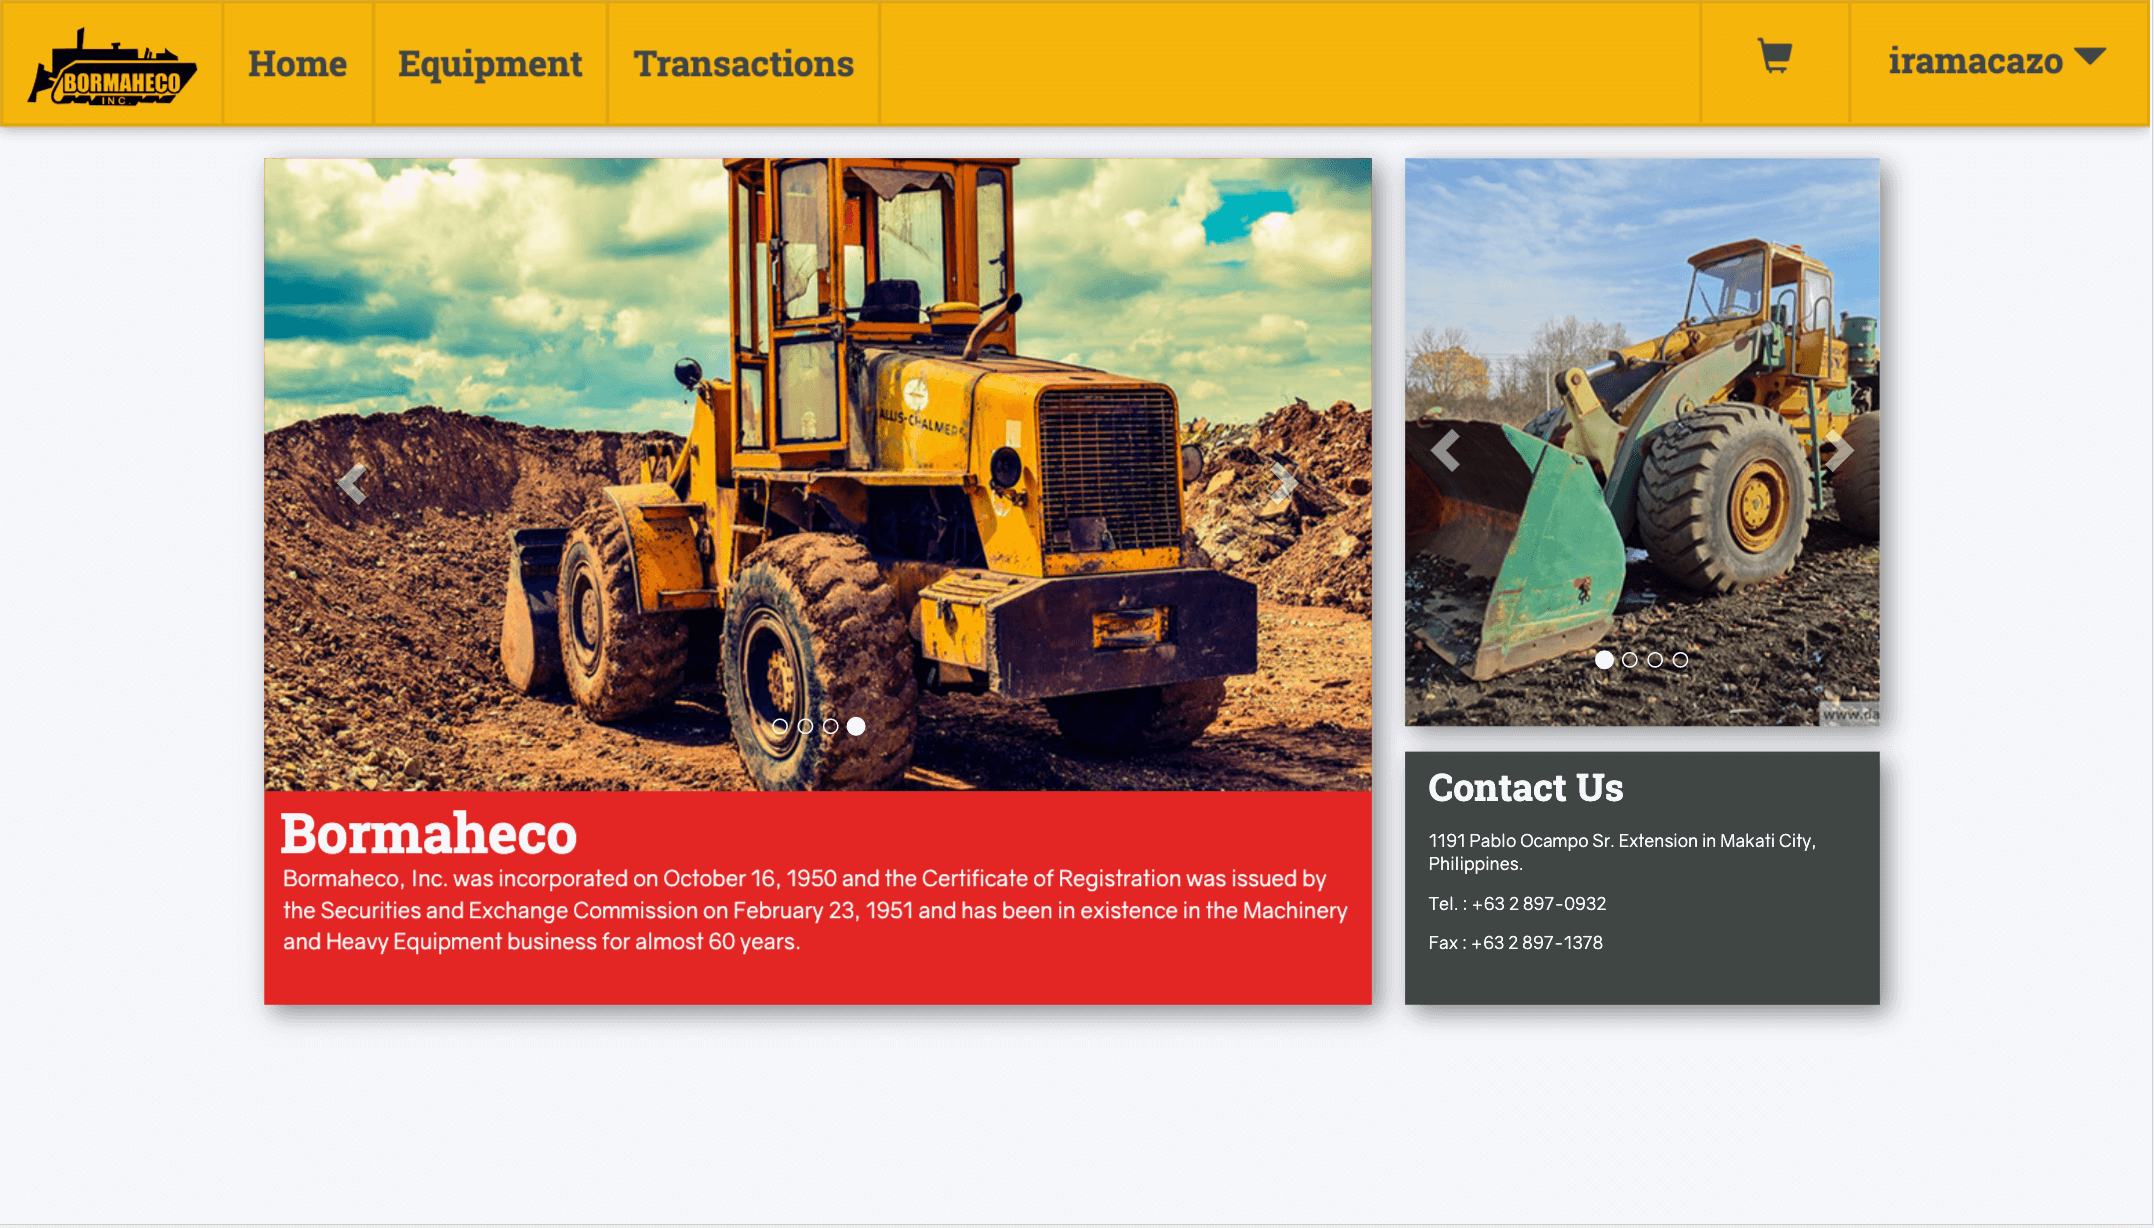 BORMAHECO
INC.
Home
Equipment
Transactions
iramacazo
ALLIS-CHALMERS
www.da
Bormaheco
Bormaheco, Inc. was incorporated on October 16, 1950 and the Certificate of Registration was issued by
the Securities and Exchange Commission on February 23, 1951 and has been in existence in the Machinery
and Heavy Equipment business for almost 60 years.
Contact Us
1191 Pablo Ocampo Sr. Extension in Makati City,
Philippines.
Tel. : +63 2 897-0932
Fax : +63 2 897-1378